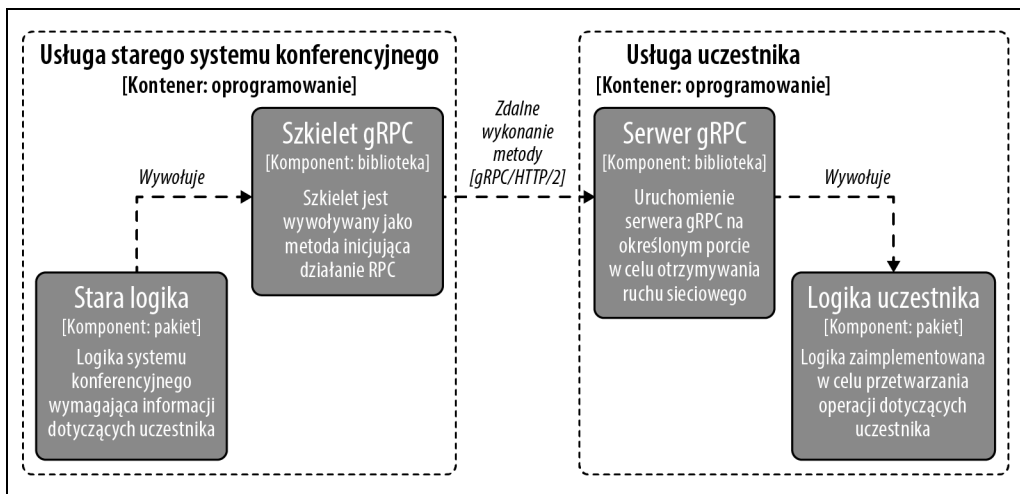 Usługa starego systemu konferencyjnego
[Kontener: oprogramowanie]
Szkielet gRPC
[Komponent: biblioteka]
Szkielet jest
wywoływany jako
metoda inicjująca
działanie RPC
Wywołuje
Stara logika
[Komponent: pakiet]
Logika systemu
konferencyjnego
wymagająca informacji
dotyczących uczestnika
Zdalne
wykonanie
metody
[gRPC/HTTP/2]
Usługa uczestnika
[Kontener: oprogramowanie]
Serwer gRPC
[Komponent: biblioteka]
Uruchomienie
serwera gRPC na
określonym porcie
w celu otrzymywania
ruchu sieciowego
Wywołuje
Logika uczestnika
[Komponent: pakiet]
Logika zaimplementowana
w celu przetwarzania
operacji dotyczących
uczestnika